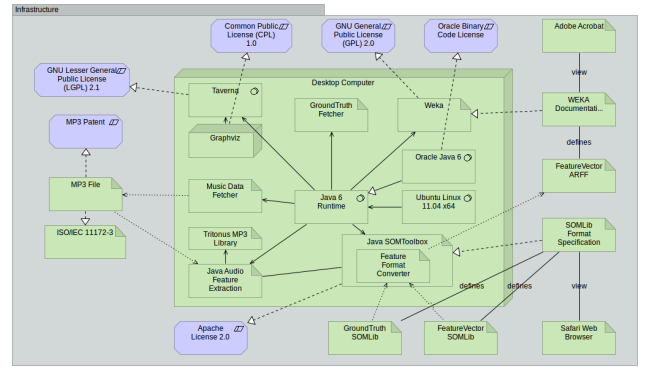 Infrastructure
Common Public
License (CPL)
1.0
GNU General
Public License
(GPL) 2.0
Oracle Binary
Code License
Adobe Acrobat
GNU Lesser General
Public License
(LGPL) 2.1
view
Desktop Computer
Taverna
GroundTruth
Fetcher
Weka
WEKA
Documentati...
MP3 Patent
Graphviz
defines
Oracle Java 6
FeatureVector
ARFF
MP3 File
Music Data
Fetcher
Java 6
Runtime
Ubuntu Linux
11.04 x64
ISO/IEC 11172-3
Tritonus MP3
Library
Java SOMToolbox
SOMLib
Format
Specification
Feature
Format
Converter
Java Audio
Feature
Extraction
defines
defines
view
Apache
License 2.0
GroundTruth
SOMLib
FeatureVector
SOMLib
Safari Web
Browser